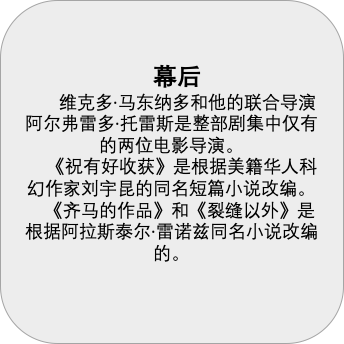 幕后
维克多·马东纳多和他的联合导演
阿尔弗雷多·托雷斯是整部剧集中仅有
的两位电影导演。
《祝有好收获》是根据美籍华人科
幻作家刘宇昆的同名短篇小说改编。
《齐马的作品》和《裂缝以外》是
根据阿拉斯泰尔·雷诺兹同名小说改编
的。